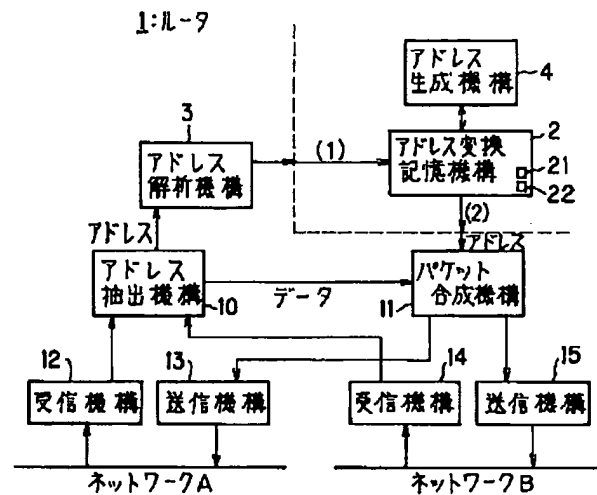 1:ルータ
アドレス
生成機構
4
3
アドレス
解析機構
(1)
アドレス変換
記憶機構
2
21
22
(2)
アドレス
アドレス
アドレス
抽出機構
10
データ
パケット
合成機構
11
12
受信機構
13
送信機構
14
受信機構
15
送信機構
ネットワークA
ネットワークB